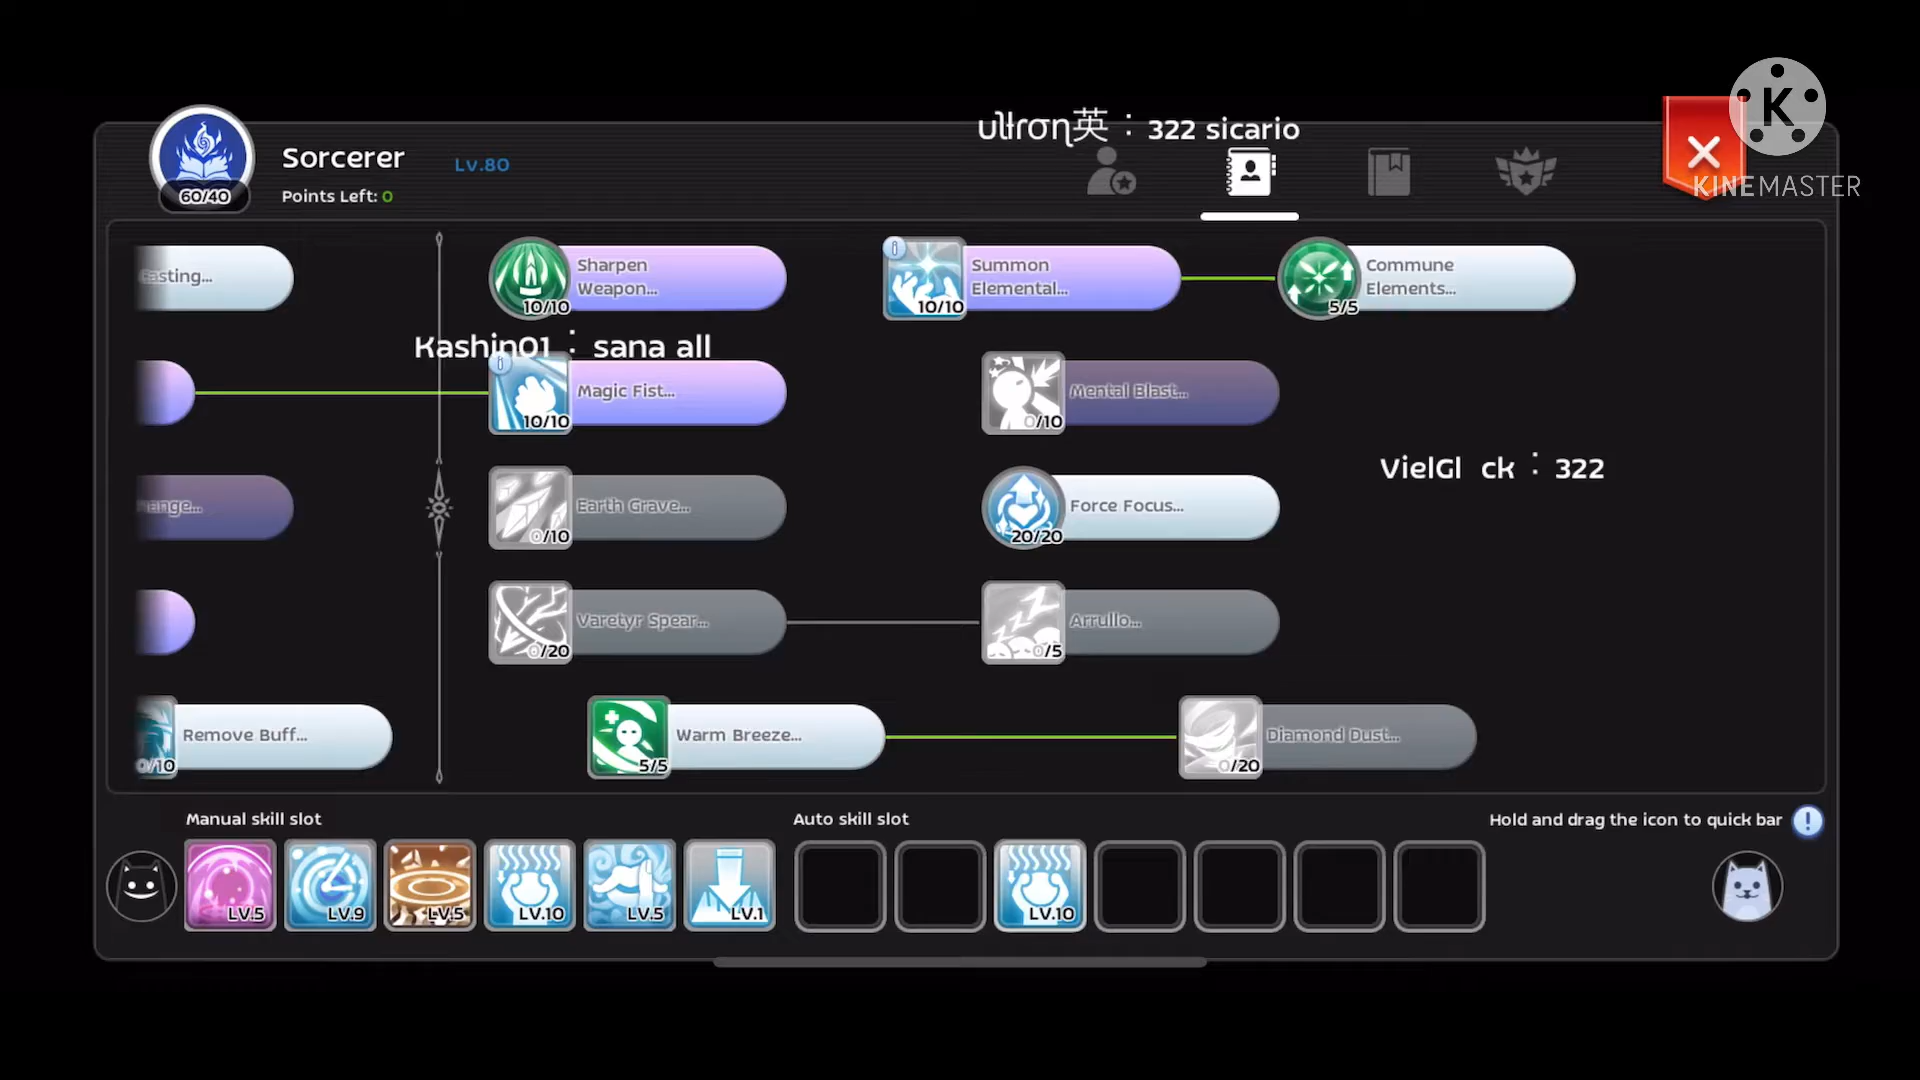 ulƚrσɳ英：322 sicario
Sorcerer
Lv.80
60/40
Points Left: 0
K
KINEMASTER
asting...
Sharpen
Weapon...
10/10
Summon
Elemental...
10/10
Commune
Elements...
5/5
Kashin01：sana all
Magic Fist...
10/10
Mental Blast...
0/10
VielGl ck：322
hange...
Earth Grave...
0/10
Force Focus...
20/20
Varetyr Spear...
0/20
Arrullo...
0/5
Remove Buff...
0/10
Warm Breeze...
5/5
Diamond Dust...
0/20
Manual skill slot
Auto skill slot
Hold and drag the icon to quick bar
LV.5
LV.9
LV.5
LV.10
LV.5
LV.1
LV.10